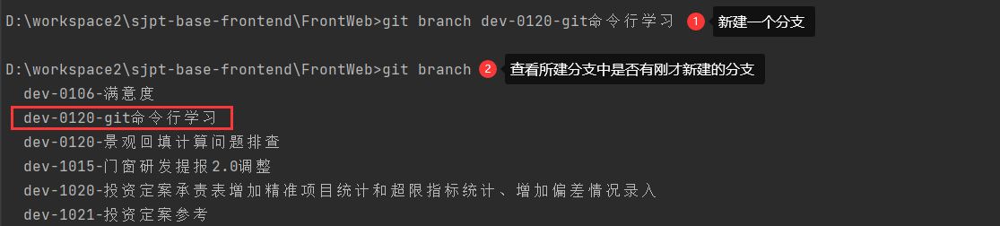 D:\workspace2\sjpt-base-frontend\FrontWeb>git branch dev-0120-git命令行学习 1 新建一个分支
D:\workspace2\sjpt-base-frontend\FrontWeb>git branch 2 查看所建分支中是否有刚才新建的分支
dev-0106-满意度
dev-0120-git命令行学习
dev-0120-景观回填计算问题排查
dev-1015-门窗研发提报2.0调整
dev-1020-投资定案承责表增加精准项目统计和超限指标统计、增加偏差情况录入
dev-1021-投资定案参考